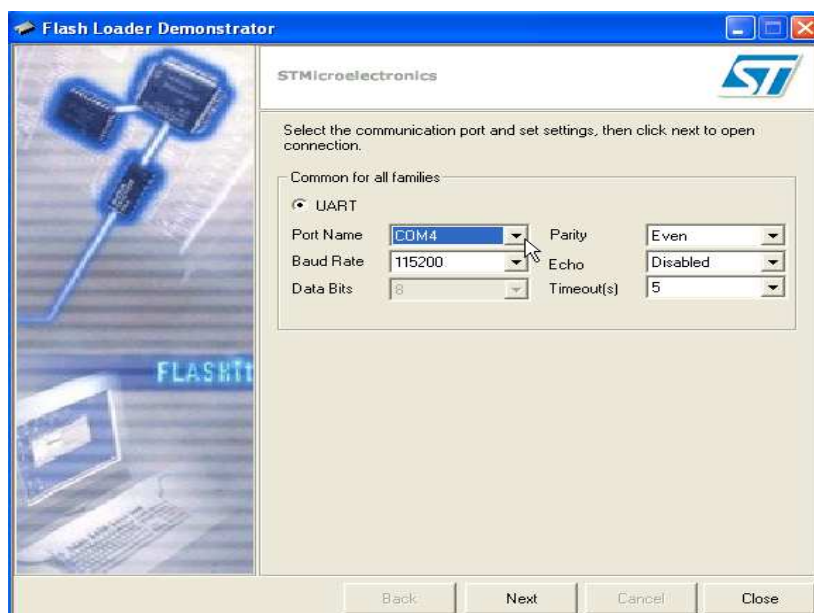 Flash Loader Demonstrator
STMicroelectronics
ST
Select the communication port and set settings, then click next to open
connection.
Common for all families
UART
Port Name COM4 Parity Even
Baud Rate 115200 Echo Disabled
Data Bits 8 Timeout(s) 5
FLASHIt
Back Next Cancel Close